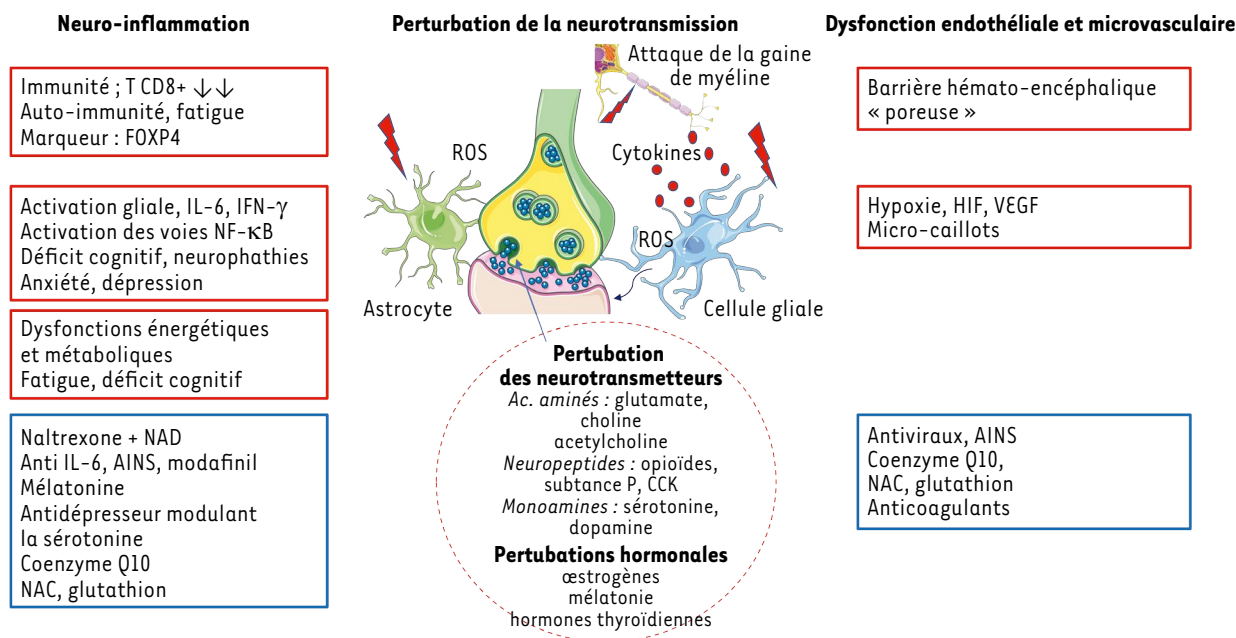 Neuro-inflammation
Immunité ; T CD8+ ↓↓
Auto-immunité, fatigue
Marqueur : FOXP4
Activation gliale, IL-6, IFN-γ
Activation des voies NF-κB
Déficit cognitif, neurophathies
Anxiété, dépression
Dysfonctions énergétiques
et métaboliques
Fatigue, déficit cognitif
Naltrexone + NAD
Anti IL-6, AINS, modafinil
Mélatonine
Antidépresseur modulant
la sérotonine
Coenzyme Q10
NAC, glutathion
Perturbation de la neurotransmission
Attaque de la gaine
de myéline
ROS
Cytokines
ROS
Astrocyte
Cellule gliale
Pertubation
des neurotransmetteurs
Ac. aminés : glutamate,
choline
acetylcholine
Neuropeptides : opioïdes,
subtance P, CCK
Monoamines : sérotonine,
dopamine
Pertubations hormonales
œstrogènes
mélatonie
hormones thyroïdiennes
Dysfonction endothéliale et microvasculaire
Barrière hémato-encéphalique
« poreuse »
Hypoxie, HIF, VEGF
Micro-caillots
Antiviraux, AINS
Coenzyme Q10,
NAC, glutathion
Anticoagulants